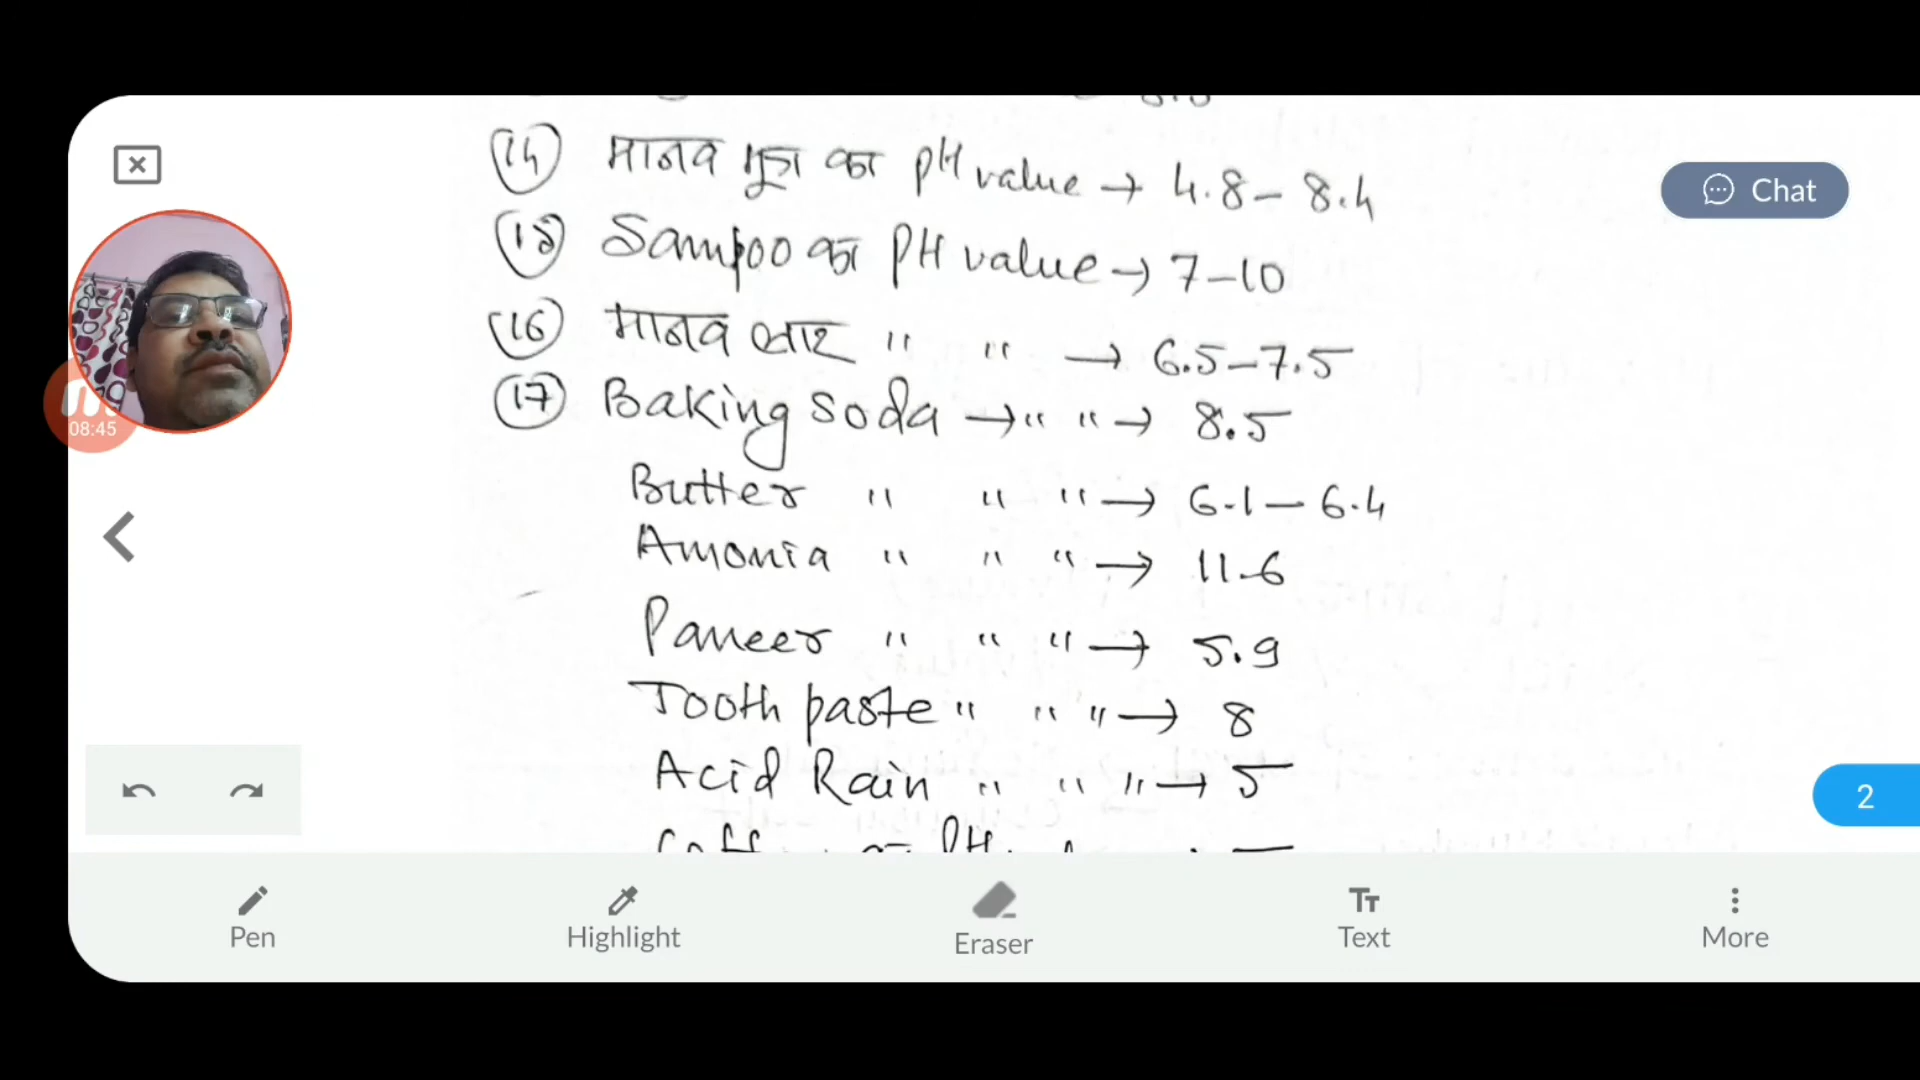 (14) मानव मूत्र का pH value → 4.8 – 8.4
Chat
(15) Sampoo का PH value → 7 – 10
(16) मानव लार " " → 6.5 – 7.5
08:45
(17) Baking soda → " " → 8.5
Butter " " " → 6.1 – 6.4
Amonia " " " → 11.6
Paneer " " " → 5.9
Tooth paste " " " → 8
Acid Rain " " " → 5
2
Pen
Highlight
Eraser
Text
More